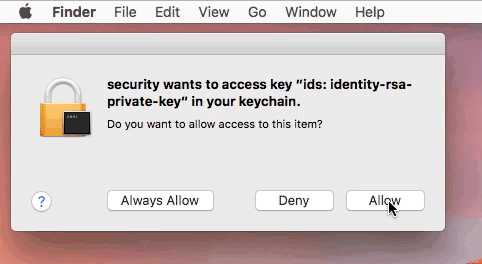 Finder File Edit View Go Window Help
security wants to access key “ids: identity-rsa-
private-key” in your keychain.
Do you want to allow access to this item?
? Always Allow Deny Allow